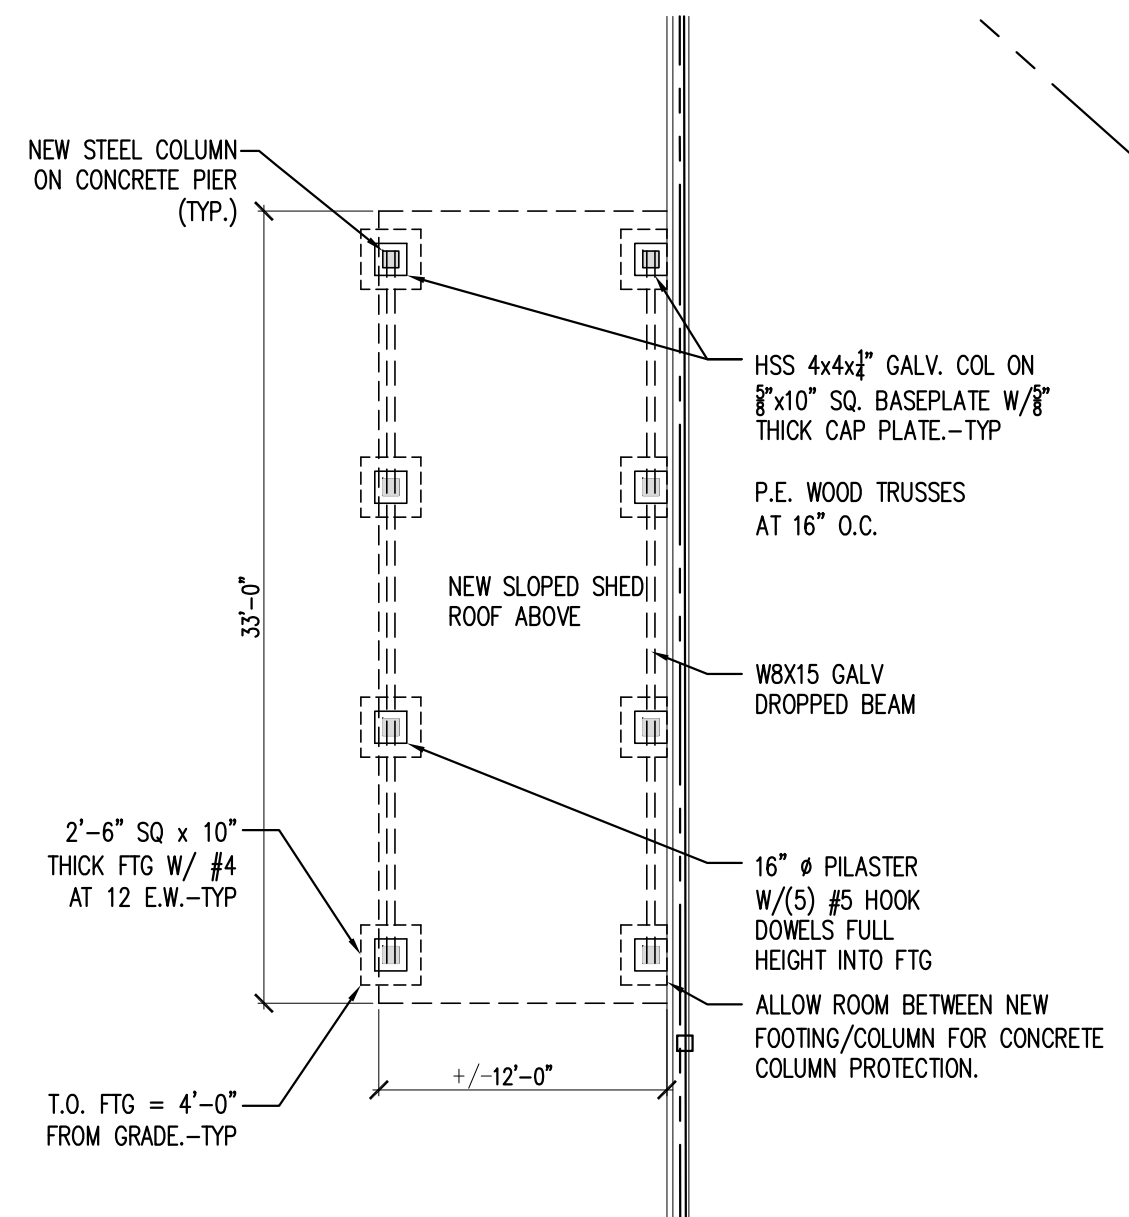 NEW STEEL COLUMN
ON CONCRETE PIER
(TYP.)
HSS 4x4x1/4" GALV. COL ON
5/8"x10" SQ. BASEPLATE W/5/8"
THICK CAP PLATE.-TYP
P.E. WOOD TRUSSES
AT 16" O.C.
33'-0"
NEW SLOPED SHED
ROOF ABOVE
W8X15 GALV
DROPPED BEAM
2'-6" SQ x 10"
THICK FTG W/ #4
AT 12 E.W.-TYP
16" ø PILASTER
W/(5) #5 HOOK
DOWELS FULL
HEIGHT INTO FTG
ALLOW ROOM BETWEEN NEW
FOOTING/COLUMN FOR CONCRETE
COLUMN PROTECTION.
+/-12'-0"
T.O. FTG = 4'-0"
FROM GRADE.-TYP